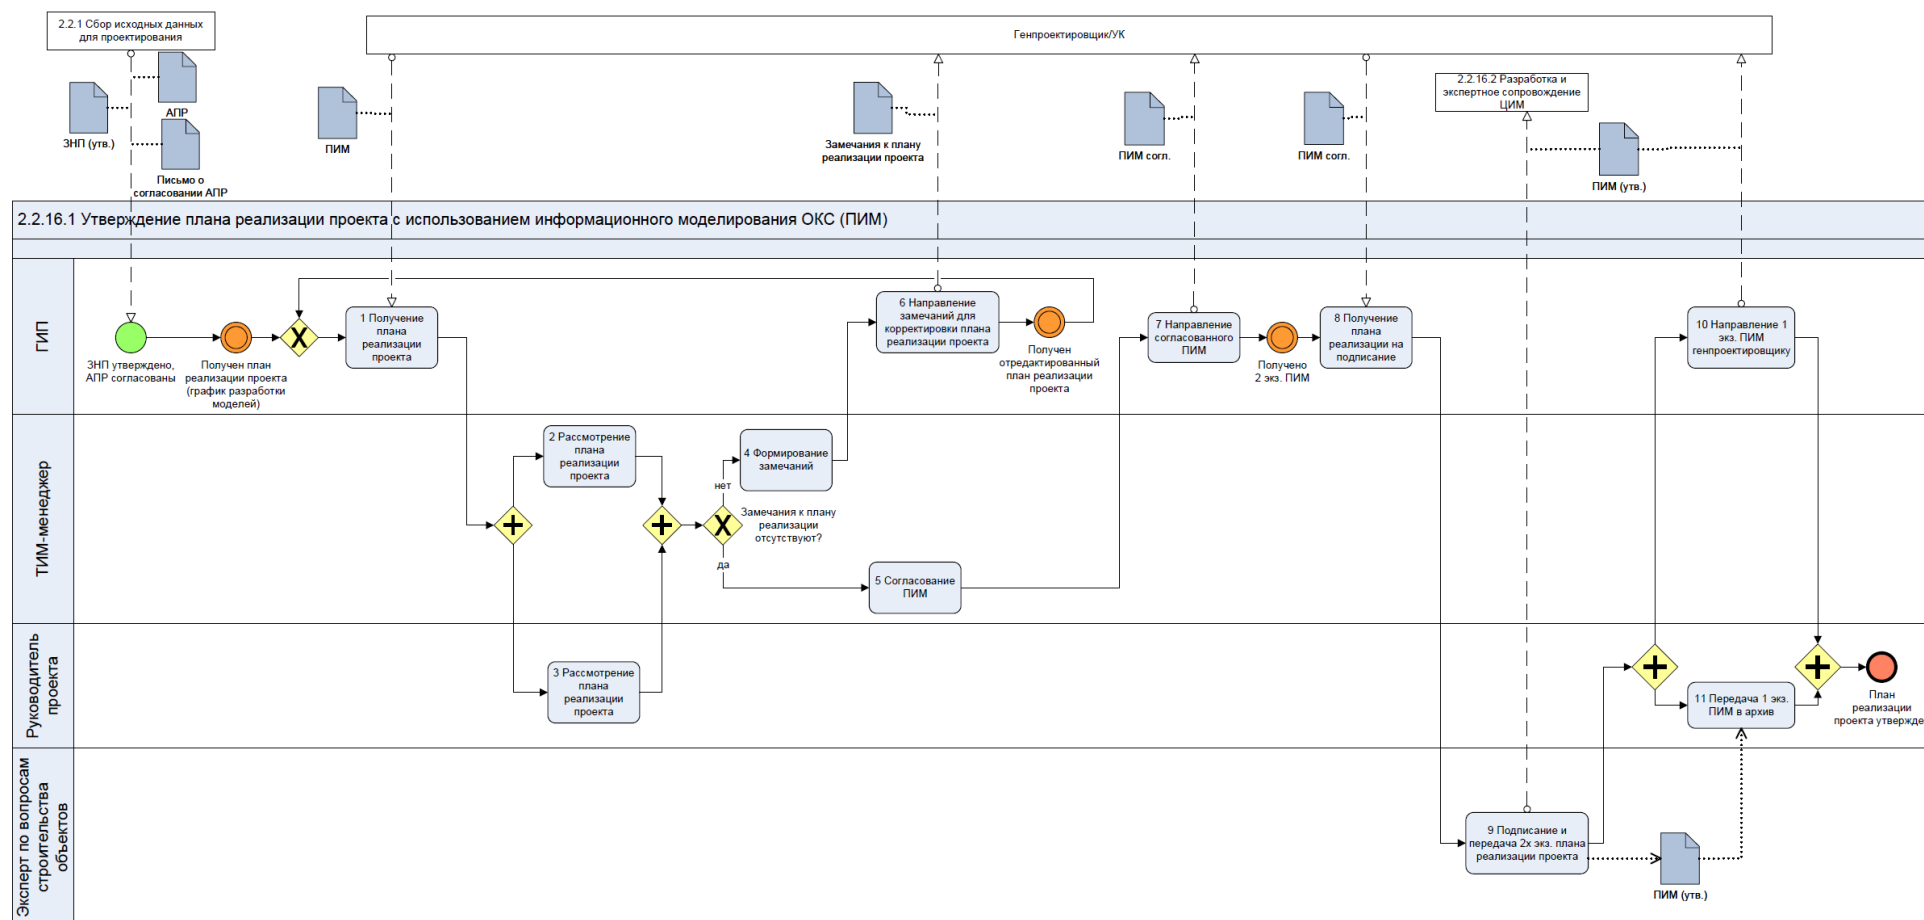 2.2.1 Сбор исходных данных
для проектирования
Генпроектировщик/УК
АПР
ЗНП (утв.)
Письмо о
согласовании АПР
ПИМ
Замечания к плану
реализации проекта
ПИМ согл.
ПИМ согл.
2.2.16.2 Разработка и
экспертное сопровождение
ЦИМ
ПИМ (утв.)
2.2.16.1 Утверждение плана реализации проекта с использованием информационного моделирования ОКС (ПИМ)
ГИП
ЗНП утверждено,
АПР согласованы
Получен план
реализации проекта
(график разработки
моделей)
X
1 Получение
плана
реализации
проекта
6 Направление
замечаний для
корректировки плана
реализации проекта
Получен
отредактированный
план реализации
проекта
7 Направление
согласованного
ПИМ
Получено
2 экз. ПИМ
8 Получение
плана
реализации на
подписание
10 Направление 1
экз. ПИМ
генпроектировщику
ТИМ-менеджер
2 Рассмотрение
плана
реализации
проекта
X
нет
да
Замечания к плану
реализации
отсутствуют?
4 Формирование
замечаний
5 Согласование
ПИМ
Руководитель
проекта
3 Рассмотрение
плана
реализации
проекта
11 Передача 1 экз.
ПИМ в архив
План
реализации
проекта утвержде
Эксперт по вопросам
строительства
объектов
9 Подписание и
передача 2х экз. плана
реализации проекта
ПИМ (утв.)